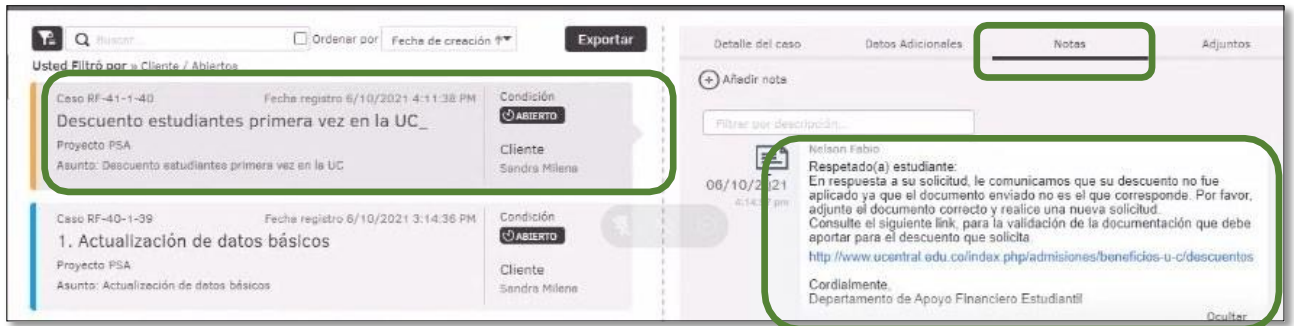 Buscar...
Ordenar por
Fecha de creación
Exportar
Usted Filtró por » Cliente / Abiertos
Caso RF-41-1-40
Fecha registro 6/10/2021 4:11:38 PM
Condición
ABIERTO
Descuento estudiantes primera vez en la UC_
Proyecto PSA
Cliente
Asunto: Descuento estudiantes primera vez en la UC
Sandra Milena
Caso RF-40-1-39
Fecha registro 6/10/2021 3:14:36 PM
Condición
ABIERTO
1. Actualización de datos básicos
Proyecto PSA
Cliente
Asunto: Actualización de datos básicos
Sandra Milena
Detalle del caso
Datos Adicionales
Notas
Adjuntos
Añadir nota
Filtrar por descripción...
Nelson Fabio
06/10/2021
pm
Respetado(a) estudiante:
En respuesta a su solicitud, le comunicamos que su descuento no fue
aplicado ya que el documento enviado no es el que corresponde. Por favor,
adjunte el documento correcto y realice una nueva solicitud.
Consulte el siguiente link, para la validación de la documentación que debe
aportar para el descuento que solicita.
http://www.ucentral.edu.co/index.php/admisiones/beneficios-u-c/descuentos
Cordialmente,
Departamento de Apoyo Financiero Estudiantil
Ocultar